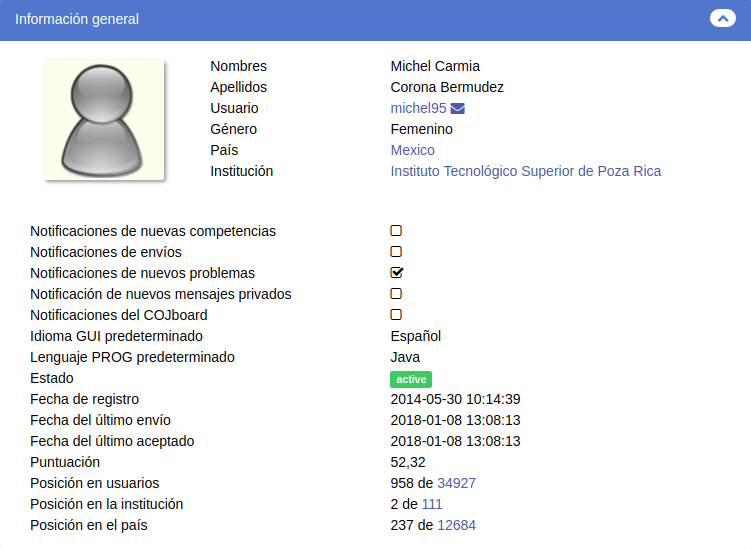 Información general
Nombres Michel Carmia
Apellidos Corona Bermudez
Usuario michel95
Género Femenino
País Mexico
Institución Instituto Tecnológico Superior de Poza Rica
Notificaciones de nuevas competencias
Notificaciones de envíos
Notificaciones de nuevos problemas
Notificación de nuevos mensajes privados
Notificaciones del COJboard
Idioma GUI predeterminado Español
Lenguaje PROG predeterminado Java
Estado active
Fecha de registro 2014-05-30 10:14:39
Fecha del último envío 2018-01-08 13:08:13
Fecha del último aceptado 2018-01-08 13:08:13
Puntuación 52,32
Posición en usuarios 958 de 34927
Posición en la institución 2 de 111
Posición en el país 237 de 12684